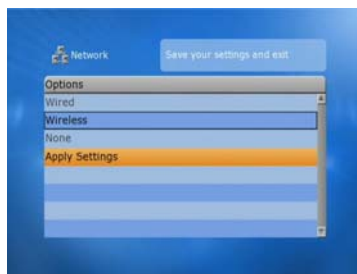 Network
Save your settings and exit
Options
Wired
Wireless
None
Apply Settings